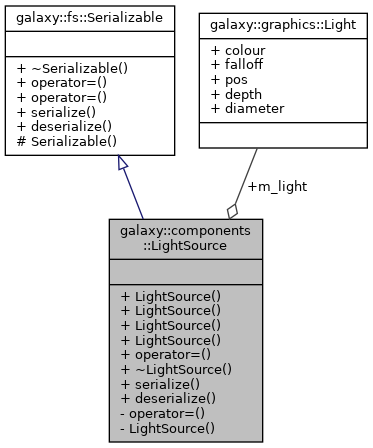 galaxy::fs::Serializable
+ ~Serializable()
+ operator=()
+ operator=()
+ serialize()
+ deserialize()
# Serializable()
galaxy::graphics::Light
+ colour
+ falloff
+ pos
+ depth
+ diameter
+m_light
galaxy::components
::LightSource
+ LightSource()
+ LightSource()
+ LightSource()
+ LightSource()
+ operator=()
+ ~LightSource()
+ serialize()
+ deserialize()
- operator=()
- LightSource()